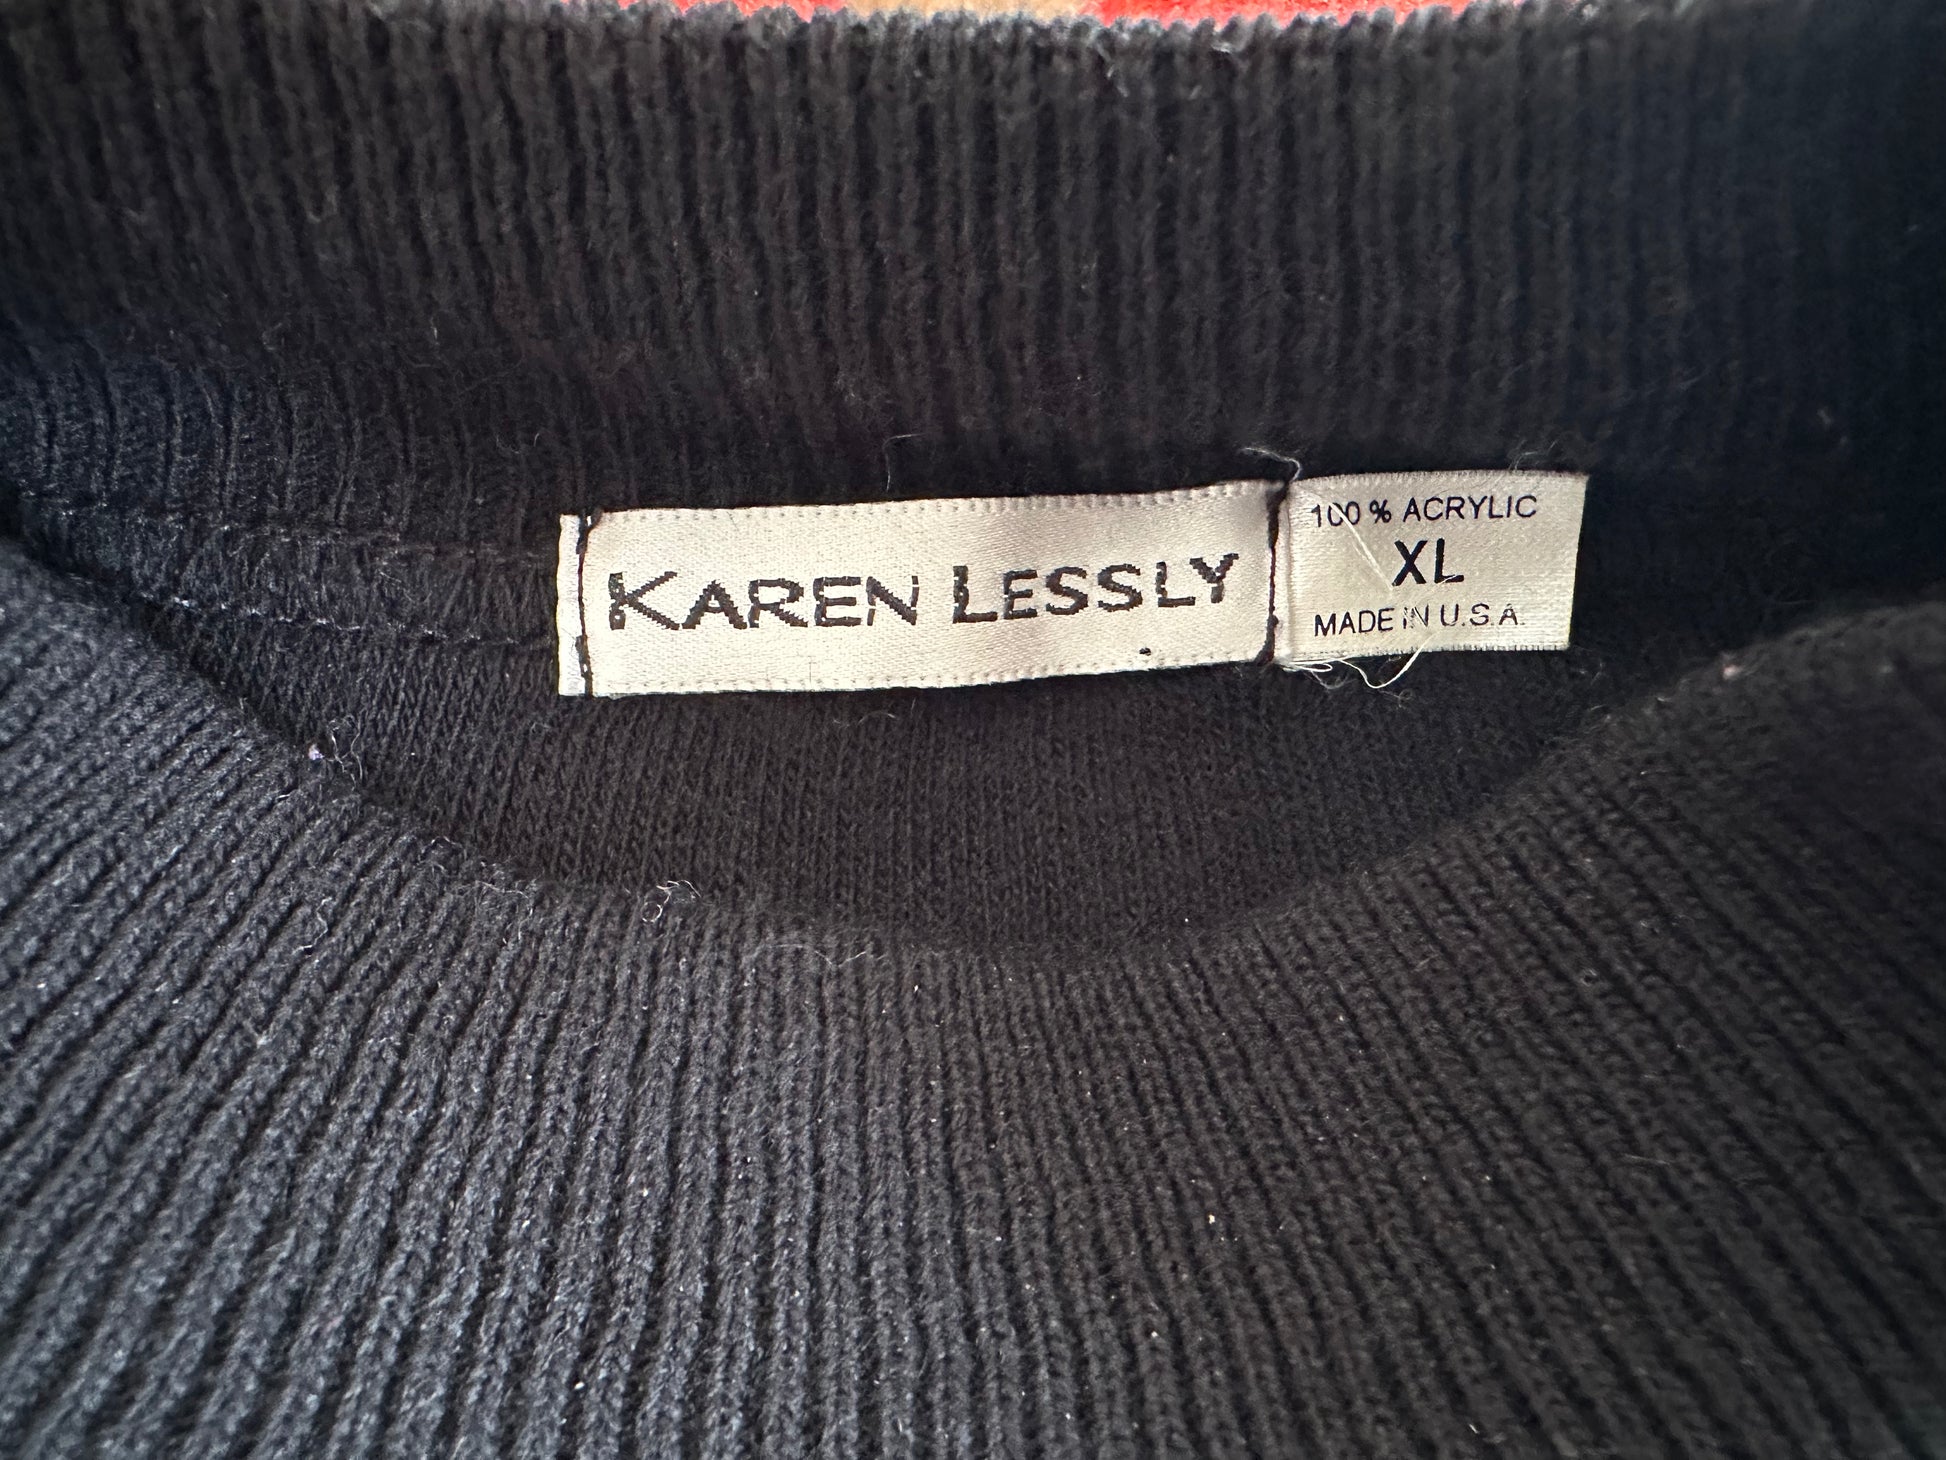 KAREN LESSLY
100 % ACRYLIC
XL
MADE IN U.S.A.